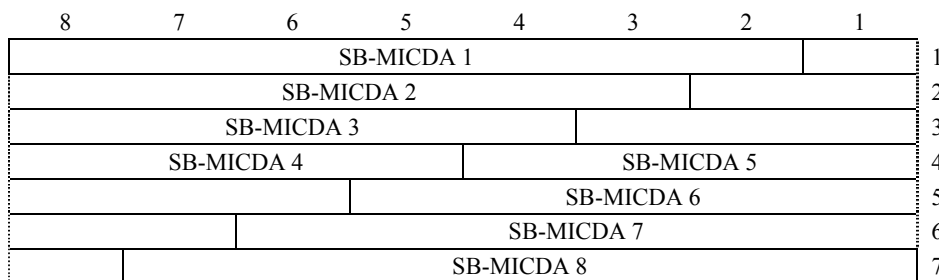 8 7 6 5 4 3 2 1
SB-MICDA 1 1
SB-MICDA 2 2
SB-MICDA 3 3
SB-MICDA 4 SB-MICDA 5 4
SB-MICDA 6 5
SB-MICDA 7 6
SB-MICDA 8 7